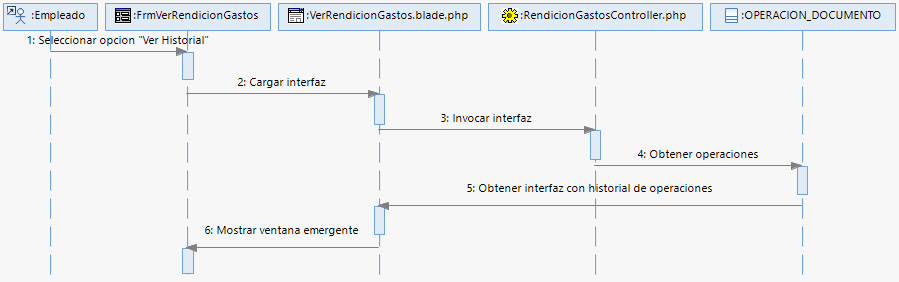 :Empleado
:FrmVerRendicionGastos
:VerRendicionGastos.blade.php
:RendicionGastosController.php
:OPERACION_DOCUMENTO
1: Seleccionar opcion "Ver Historial"
2: Cargar interfaz
3: Invocar interfaz
4: Obtener operaciones
5: Obtener interfaz con historial de operaciones
6: Mostrar ventana emergente